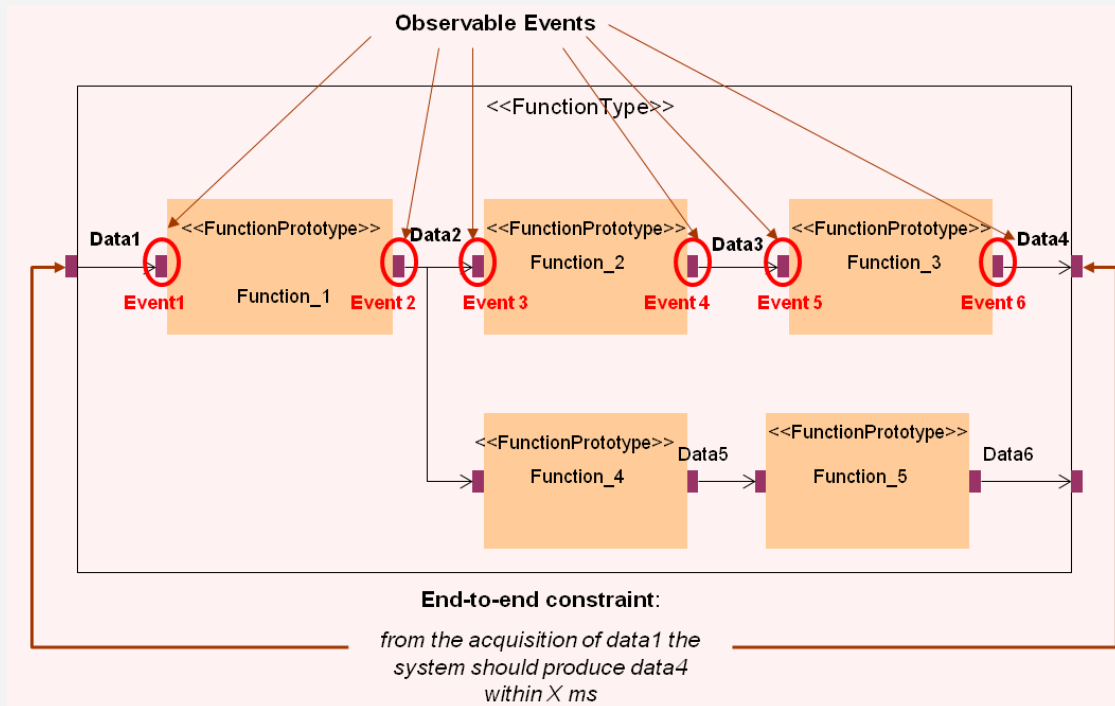 Observable Events
<<FunctionType>>
<<FunctionPrototype>>
<<FunctionPrototype>>
<<FunctionPrototype>>
Data1
Data2
Data3
Data4
Function_1
Function_2
Function_3
Event1
Event 2
Event 3
Event 4
Event 5
Event 6
<<FunctionPrototype>>
<<FunctionPrototype>>
Function_4
Data5
Function_5
Data6
End-to-end constraint:
from the acquisition of data1 the
system should produce data4
within X ms